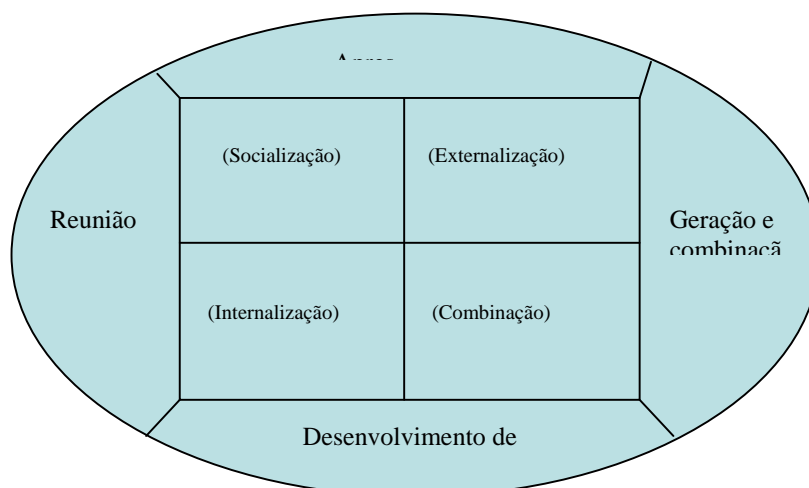 (Socialização) (Externalização)
Reunião
Geração e
(Internalização) (Combinação)
Desenvolvimento de